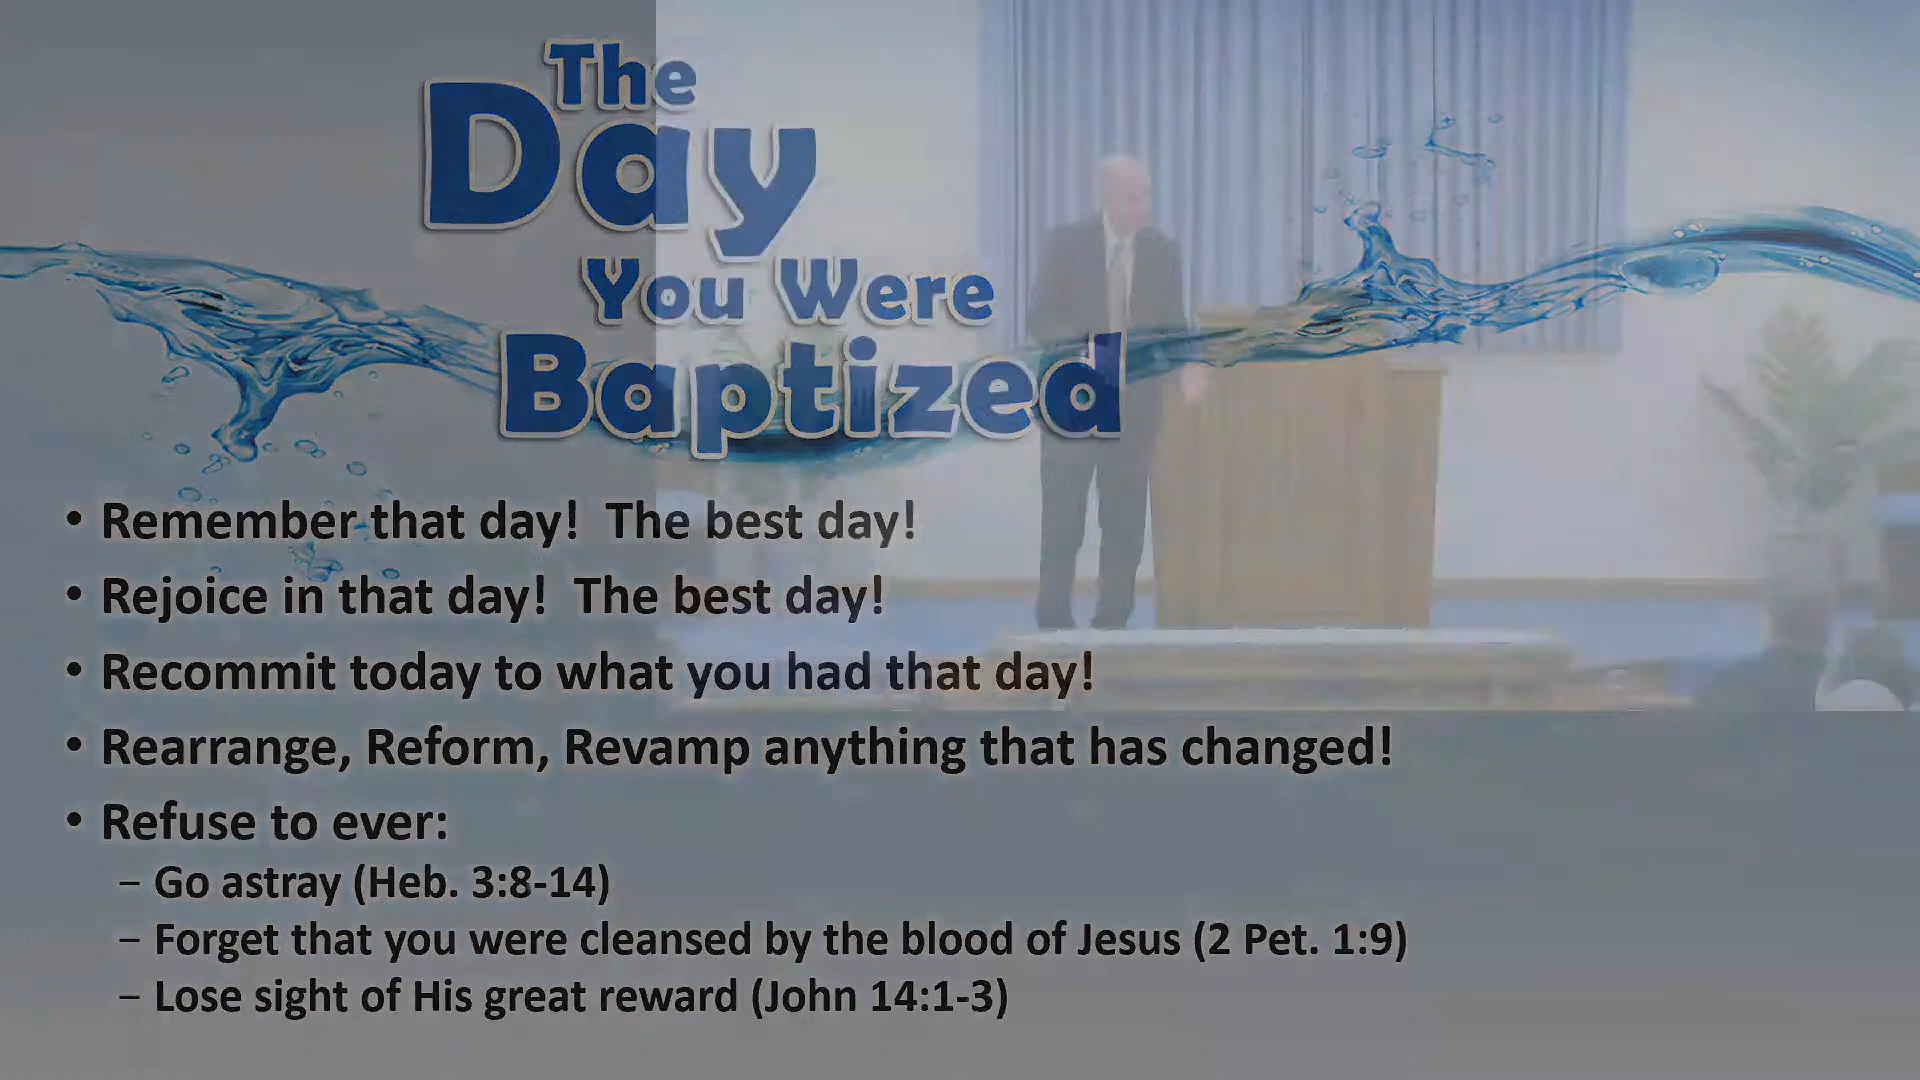 The
Day
You Were
Baptized
• Remember that day!  The best day!
• Rejoice in that day!  The best day!
• Recommit today to what you had that day!
• Rearrange, Reform, Revamp anything that has changed!
• Refuse to ever:
– Go astray (Heb. 3:8-14)
– Forget that you were cleansed by the blood of Jesus (2 Pet. 1:9)
– Lose sight of His great reward (John 14:1-3)